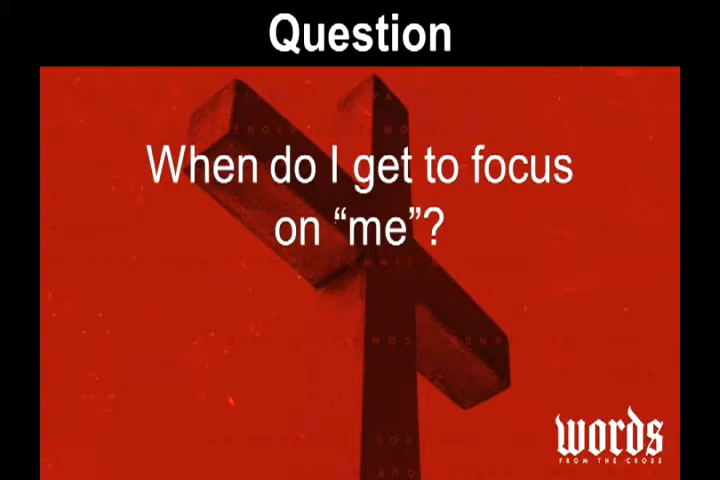 Question
When do I get to focus
on “me”?
words
FROM THE CROSS